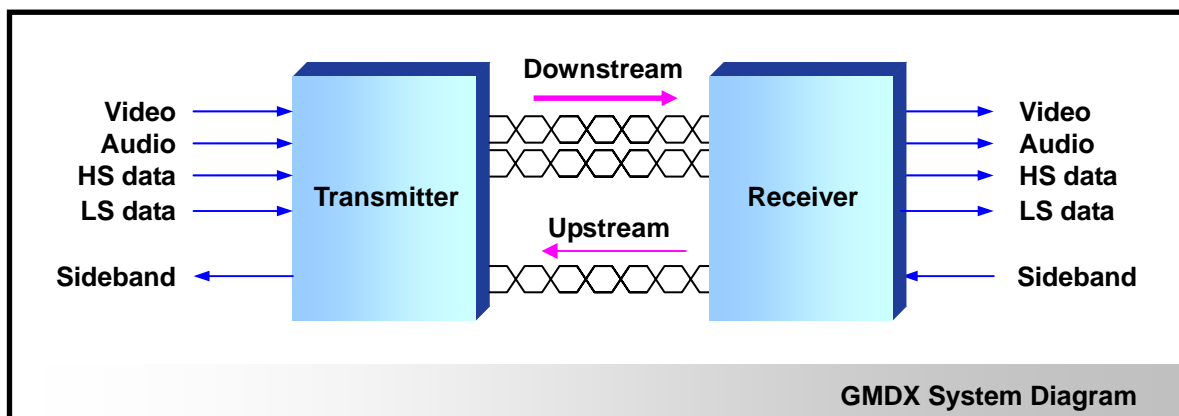 Downstream
Video
Audio
HS data
LS data
Sideband
Transmitter
Upstream
Receiver
Video
Audio
HS data
LS data
Sideband
GMDX System Diagram